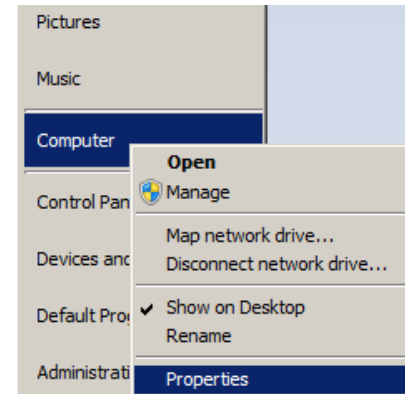 Pictures
Music
Computer
Open
Manage
Control Pan
Map network drive...
Devices and
Disconnect network drive...
Show on Desktop
Default Pro
Rename
Administrati
Properties